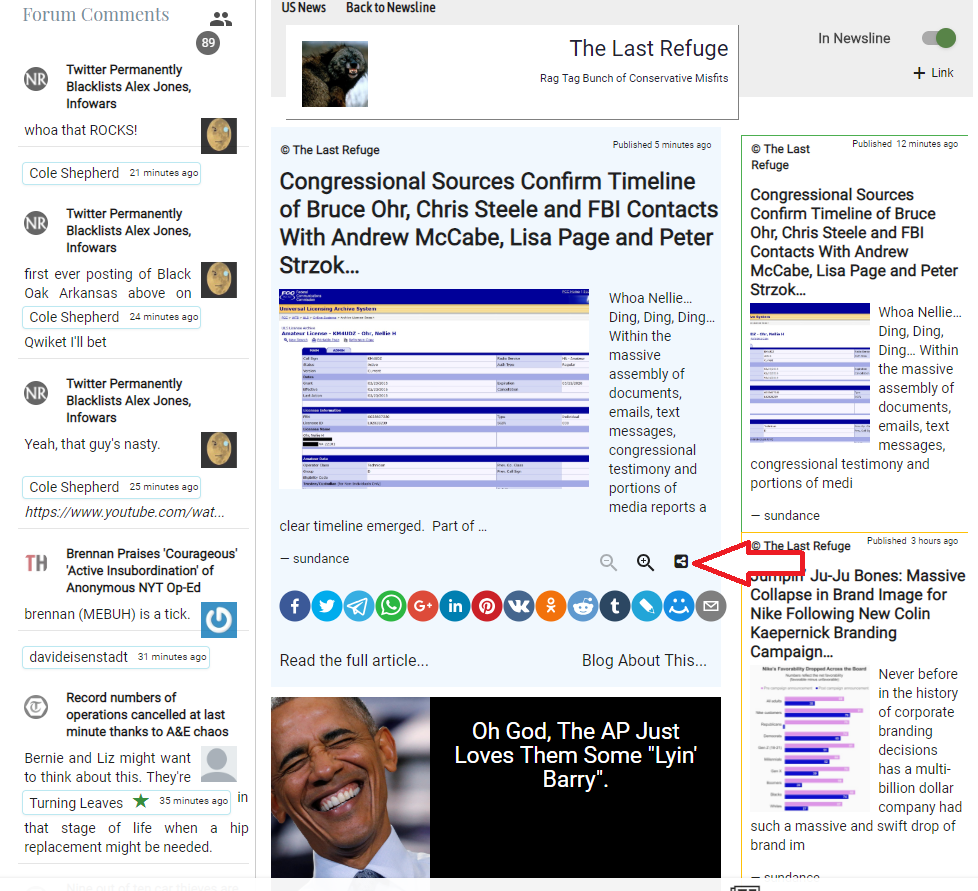 Forum Comments
89
NR
Twitter Permanently
Blacklists Alex Jones,
Infowars
whoa that ROCKS!
Cole Shepherd 21 minutes ago
NR
Twitter Permanently
Blacklists Alex Jones,
Infowars
first ever posting of Black
Oak Arkansas above on
Cole Shepherd 24 minutes ago
Qwiket I'll bet
NR
Twitter Permanently
Blacklists Alex Jones,
Infowars
Yeah, that guy's nasty.
Cole Shepherd 25 minutes ago
https://www.youtube.com/wat...
TH
Brennan Praises 'Courageous'
'Active Insubordination' of
Anonymous NYT Op-Ed
brennan (MEBUH) is a tick.
davideisenstadt 31 minutes ago
Record numbers of
operations cancelled at last
minute thanks to A&E chaos
Bernie and Liz might want
to think about this. They're
Turning Leaves 35 minutes ago in
that stage of life when a hip
replacement might be needed.
US News Back to Newsline
The Last Refuge
Rag Tag Bunch of Conservative Misfits
In Newsline
+ Link
© The Last Refuge Published 5 minutes ago
Congressional Sources Confirm Timeline
of Bruce Ohr, Chris Steele and FBI Contacts
With Andrew McCabe, Lisa Page and Peter
Strzok...
Universal Licensing Archive System
Amateur License - KM4UDZ - Ohr, Nellie H
Whoa Nellie...
Ding, Ding, Ding...
Within the
massive
assembly of
documents,
emails, text
messages,
congressional
testimony and
portions of
media reports a
clear timeline emerged. Part of ...
— sundance
Read the full article... Blog About This...
Oh God, The AP Just
Loves Them Some "Lyin'
Barry".
© The Last
Refuge
Published 12 minutes ago
Congressional Sources
Confirm Timeline of Bruce
Ohr, Chris Steele and FBI
Contacts With Andrew
McCabe, Lisa Page and Peter
Strzok...
Whoa Nellie...
Ding, Ding,
Ding... Within
the massive
assembly of
documents,
emails, text
messages,
congressional testimony and
portions of medi
— sundance
© The Last Refuge Published 3 hours ago
Jumpin' Ju-Ju Bones: Massive
Collapse in Brand Image for
Nike Following New Colin
Kaepernick Branding
Campaign...
Nike's Favorability Dropped Across the Board
Never before
in the history
of corporate
branding
decisions
has a multi-
billion dollar
company had
such a massive and swift drop of
brand im
— sundance